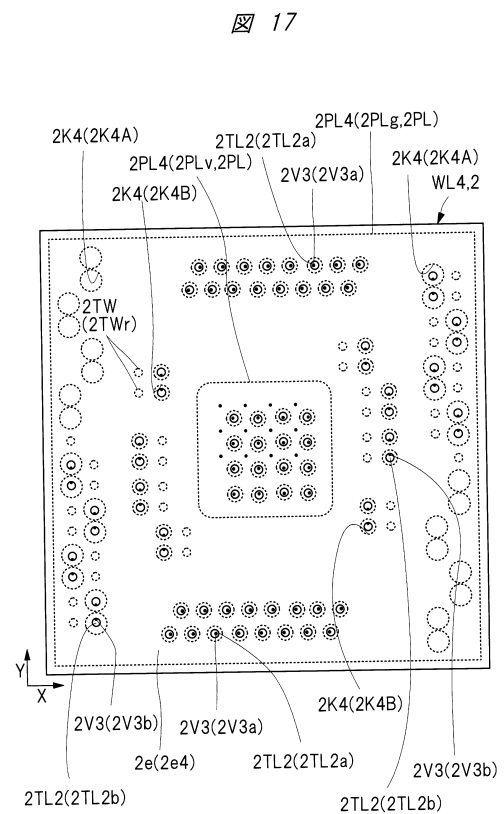 図 17
2PL4(2PLg,2PL)
2K4(2K4A)
2TL2(2TL2a)
2PL4(2PLv,2PL)
2K4(2K4A)
2V3(2V3a)
WL4,2
2K4(2K4B)
2TW
(2TWr)
Y
X
2K4(2K4B)
2V3(2V3b)
2V3(2V3a)
2e(2e4)
2TL2(2TL2a)
2V3(2V3b)
2TL2(2TL2b)
2TL2(2TL2b)